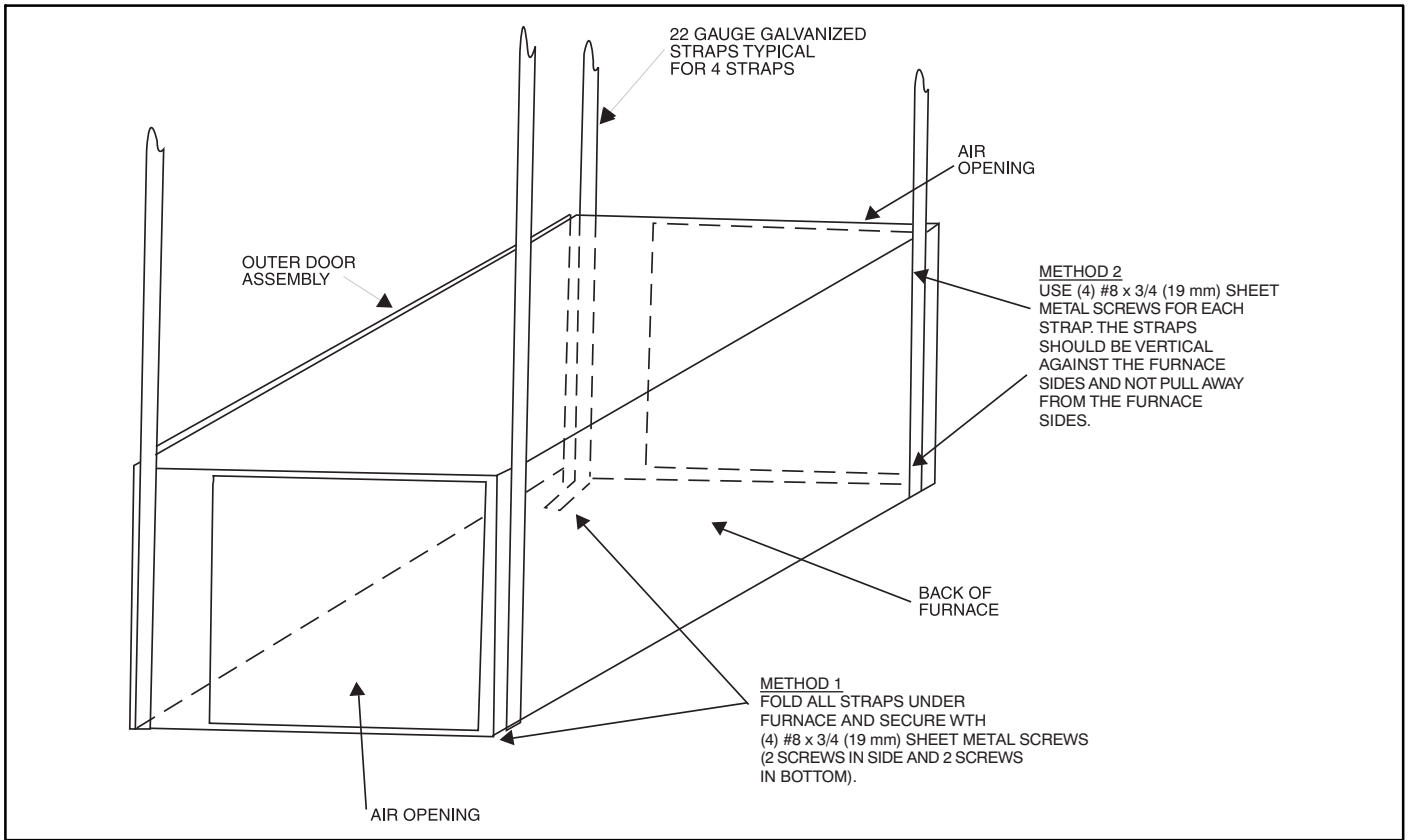 22 GAUGE GALVANIZED
STRAPS TYPICAL
FOR 4 STRAPS
AIR
OPENING
OUTER DOOR
ASSEMBLY
METHOD 2
USE (4) #8 x 3/4 (19 mm) SHEET
METAL SCREWS FOR EACH
STRAP. THE STRAPS
SHOULD BE VERTICAL
AGAINST THE FURNACE
SIDES AND NOT PULL AWAY
FROM THE FURNACE
SIDES.
BACK OF
FURNACE
METHOD 1
FOLD ALL STRAPS UNDER
FURNACE AND SECURE WTH
(4) #8 x 3/4 (19 mm) SHEET METAL SCREWS
(2 SCREWS IN SIDE AND 2 SCREWS
IN BOTTOM).
AIR OPENING